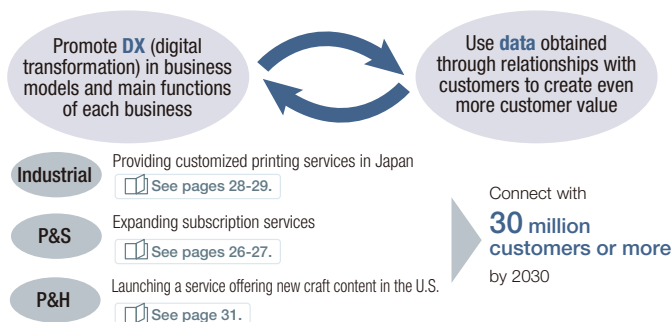 Promote DX (digital
transformation) in business
models and main functions
of each business
Use data obtained
through relationships with
customers to create even
more customer value
Industrial
Providing customized printing services in Japan
See pages 28-29.
P&S
Expanding subscription services
See pages 26-27.
P&H
Launching a service offering new craft content in the U.S.
See page 31.
Connect with
30 million
customers or more
by 2030